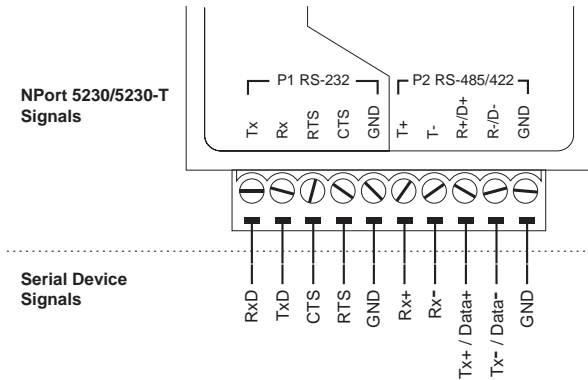 P1 RS-232
P2 RS-485/422
NPort 5230/5230-T
Signals
Tx
Rx
RTS
CTS
GND
T+
T-
R+/D+
R-/D-
GND
Serial Device
Signals
RxD
TxD
CTS
RTS
GND
Rx+
Rx-
Tx+ / Data+
Tx- / Data-
GND